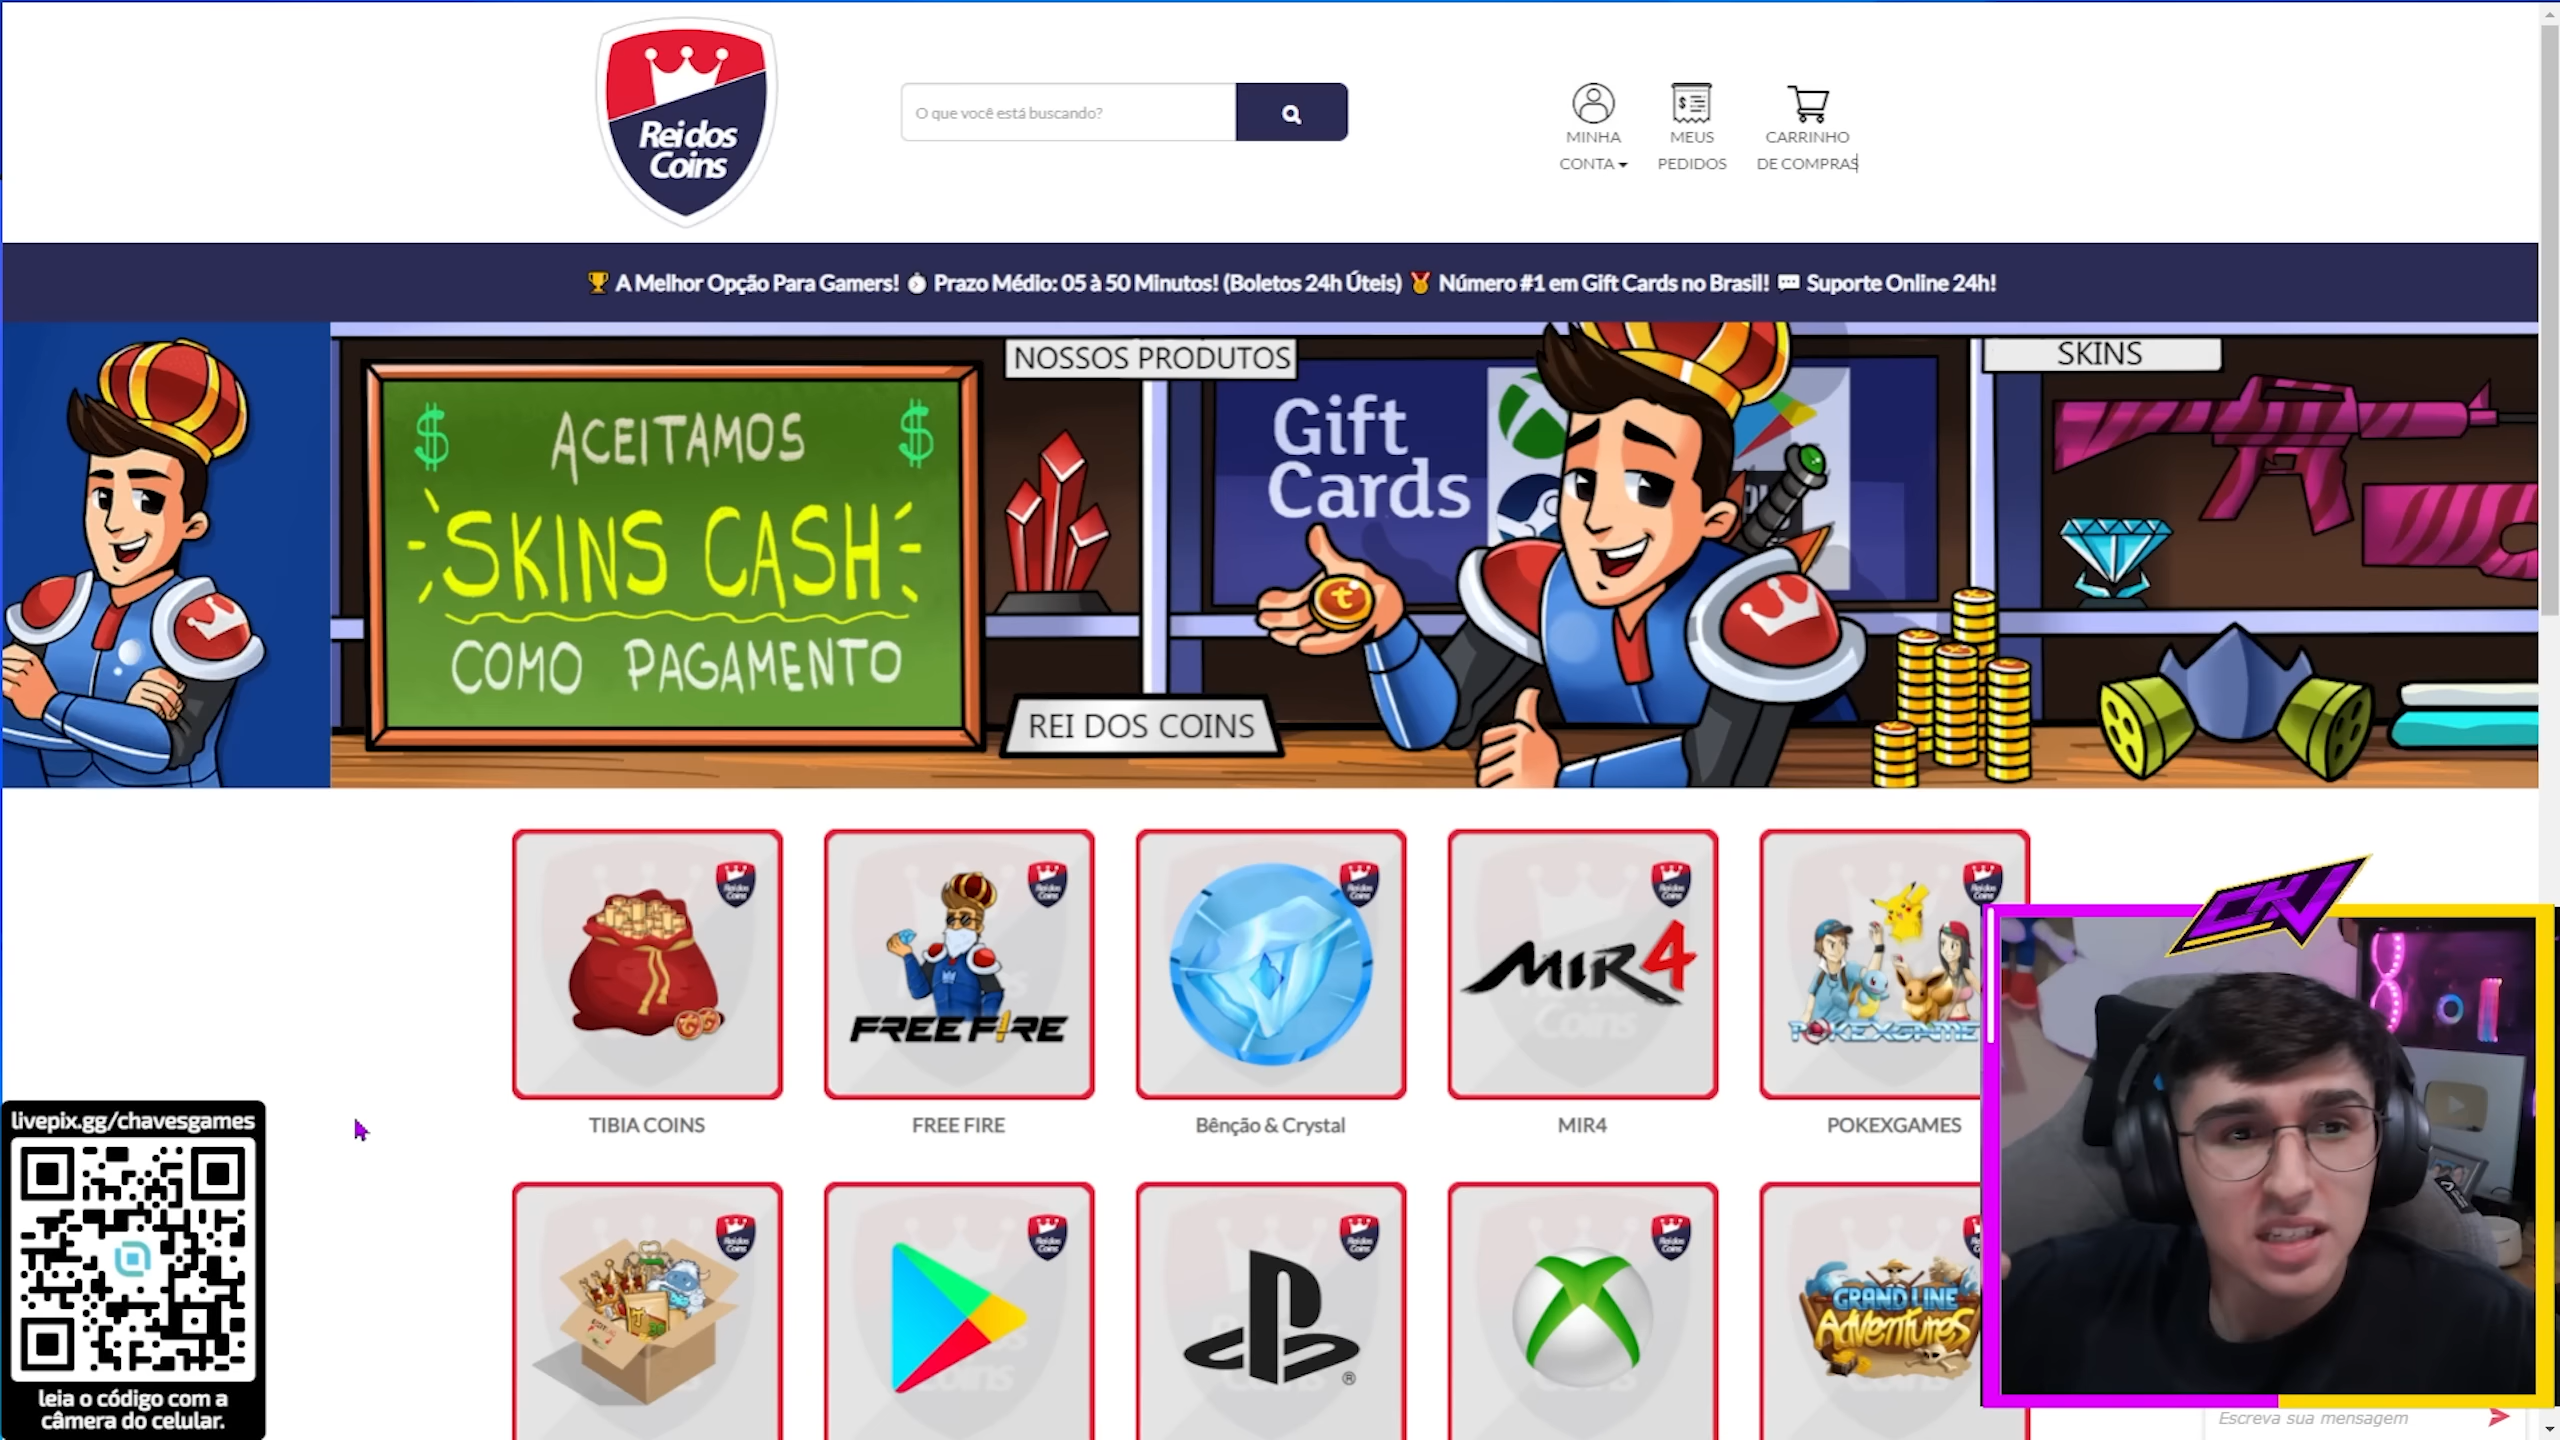 Rei dos
Coins
O que você está buscando?
MINHA
CONTA
MEUS
PEDIDOS
CARRINHO
DE COMPRAS
A Melhor Opção Para Gamers! Prazo Médio: 05 à 50 Minutos! (Boletos 24h Úteis) Número #1 em Gift Cards no Brasil! Suporte Online 24h!
$ ACEITAMOS $
SKINS CASH
COMO PAGAMENTO
NOSSOS PRODUTOS
Gift
Cards
SKINS
REI DOS COINS
FREE FIRE
MIR4
POKEXGAME
TIBIA COINS
FREE FIRE
Bênção & Crystal
MIR4
POKEXGAMES
CKV
GRAND LINE
Adventures
livepix.gg/chavesgames
leia o código com a
câmera do celular.
Escreva sua mensagem